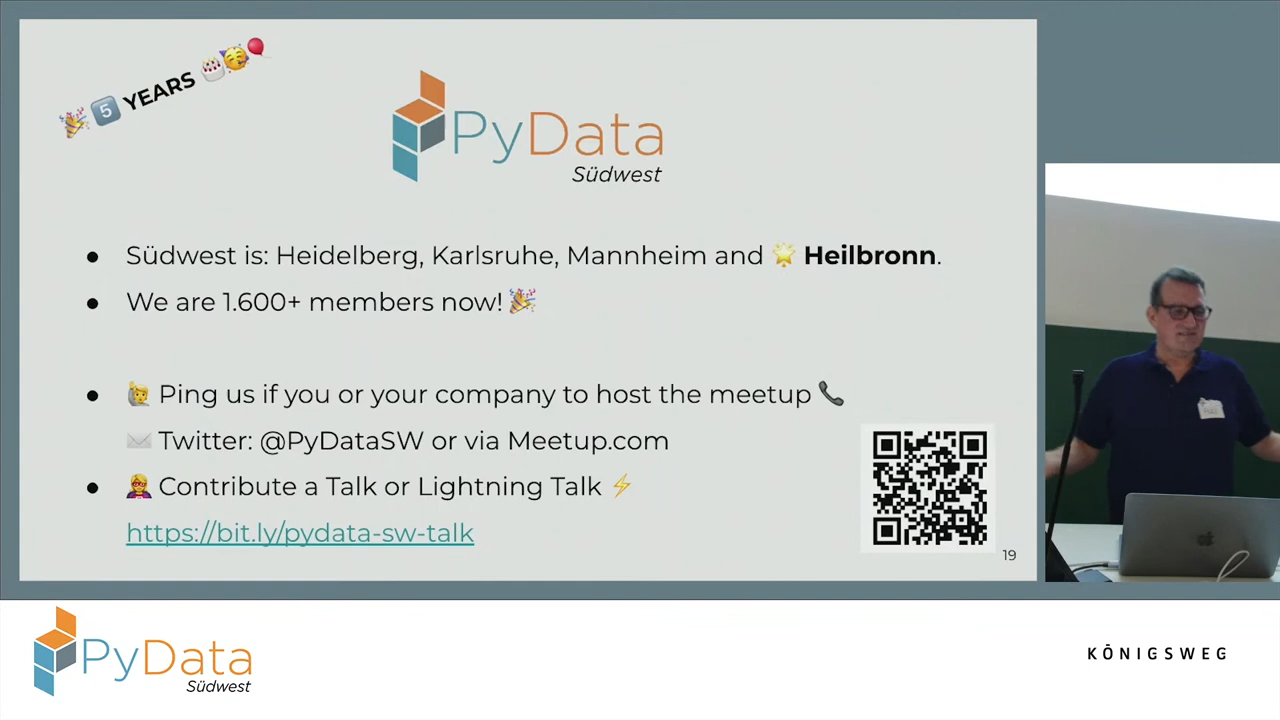 🎉 5️⃣ YEARS 🎂🥳🎈
PyData
Südwest
● Südwest is: Heidelberg, Karlsruhe, Mannheim and 🌟 Heilbronn.
● We are 1.600+ members now! 🎉
● 🙋 Ping us if you or your company to host the meetup 📞
✉️ Twitter: @PyDataSW or via Meetup.com
● 🦸 Contribute a Talk or Lightning Talk ⚡
https://bit.ly/pydata-sw-talk
19
PyData
Südwest
KÖNIGSWEG